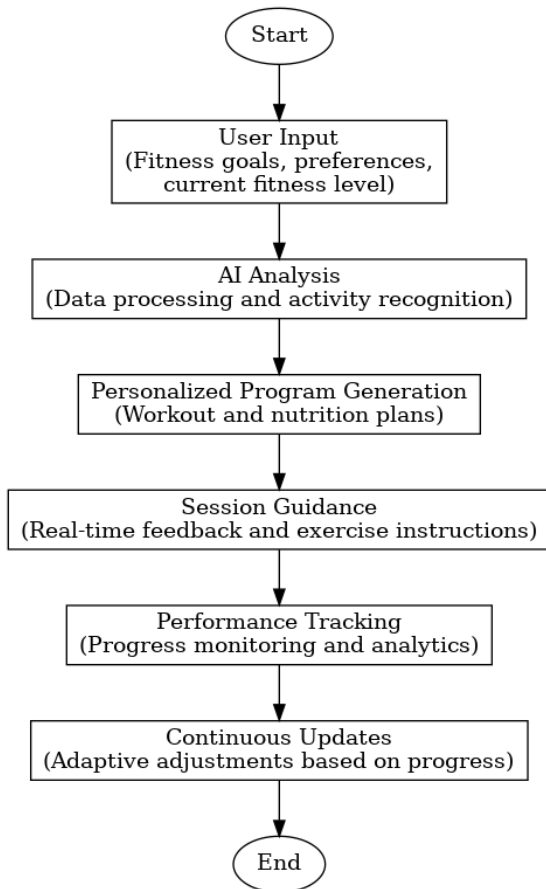 Start
User Input
(Fitness goals, preferences,
current fitness level)
AI Analysis
(Data processing and activity recognition)
Personalized Program Generation
(Workout and nutrition plans)
Session Guidance
(Real-time feedback and exercise instructions)
Performance Tracking
(Progress monitoring and analytics)
Continuous Updates
(Adaptive adjustments based on progress)
End